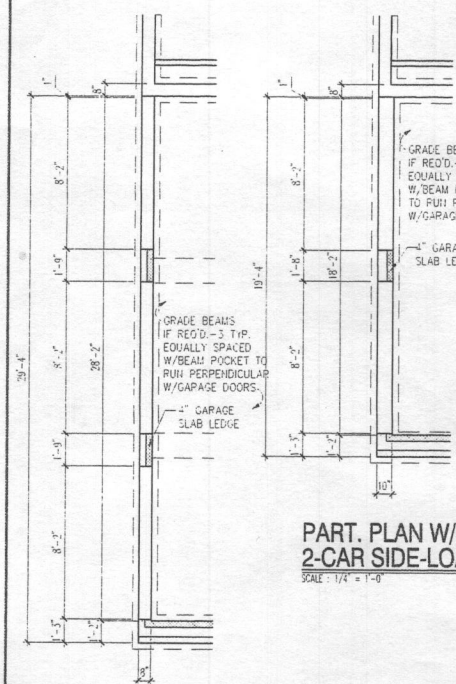 1"
8"
8'-2"
1'-9"
8'-2"
1'-9"
8'-2"
1'-3"
29'-4"
28'-2"
1'-2"
8"
GRADE BEAMS
IF REQ'D.-3 TYP.
EQUALLY SPACED
W/BEAM POCKET TO
RUN PERPENDICULAR
W/GARAGE DOORS.
4" GARAGE
SLAB LEDGE
1"
8"
8'-2"
1'-8"
8'-2"
1'-3"
19'-4"
18'-2"
1'-2"
10"
GRADE BE
IF REQ'D.-
EQUALLY
W/BEAM
TO RUN P
W/GARAG
4" GARA
SLAB LE
PART. PLAN W/
2-CAR SIDE-LOA
SCALE : 1/4" = 1'-0"